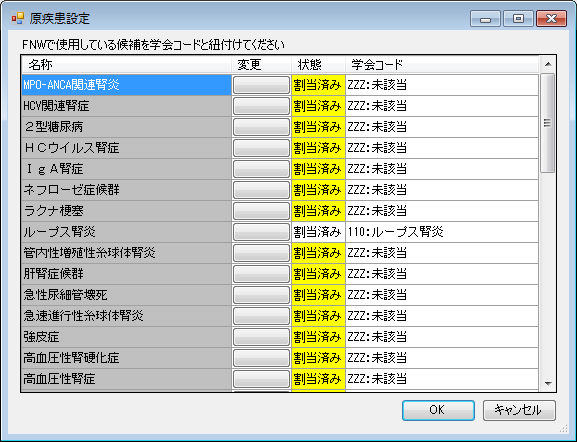 原疾患設定
FNWで使用している候補を学会コードと紐付けてください
名称 変更 状態 学会コード
MPO-ANCA関連腎炎 割当済み ZZZ:未該当
HCV関連腎症 割当済み ZZZ:未該当
２型糖尿病 割当済み ZZZ:未該当
ＨＣウイルス腎症 割当済み ZZZ:未該当
ＩｇＡ腎症 割当済み ZZZ:未該当
ネフローゼ症候群 割当済み ZZZ:未該当
ラクナ梗塞 割当済み ZZZ:未該当
ループス腎炎 割当済み 110:ループス腎炎
管内性増殖性糸球体腎炎 割当済み ZZZ:未該当
肝腎症候群 割当済み ZZZ:未該当
急性尿細管壊死 割当済み ZZZ:未該当
急速進行性糸球体腎炎 割当済み ZZZ:未該当
強皮症 割当済み ZZZ:未該当
高血圧性腎硬化症 割当済み ZZZ:未該当
高血圧性腎症 割当済み ZZZ:未該当
OK キャンセル